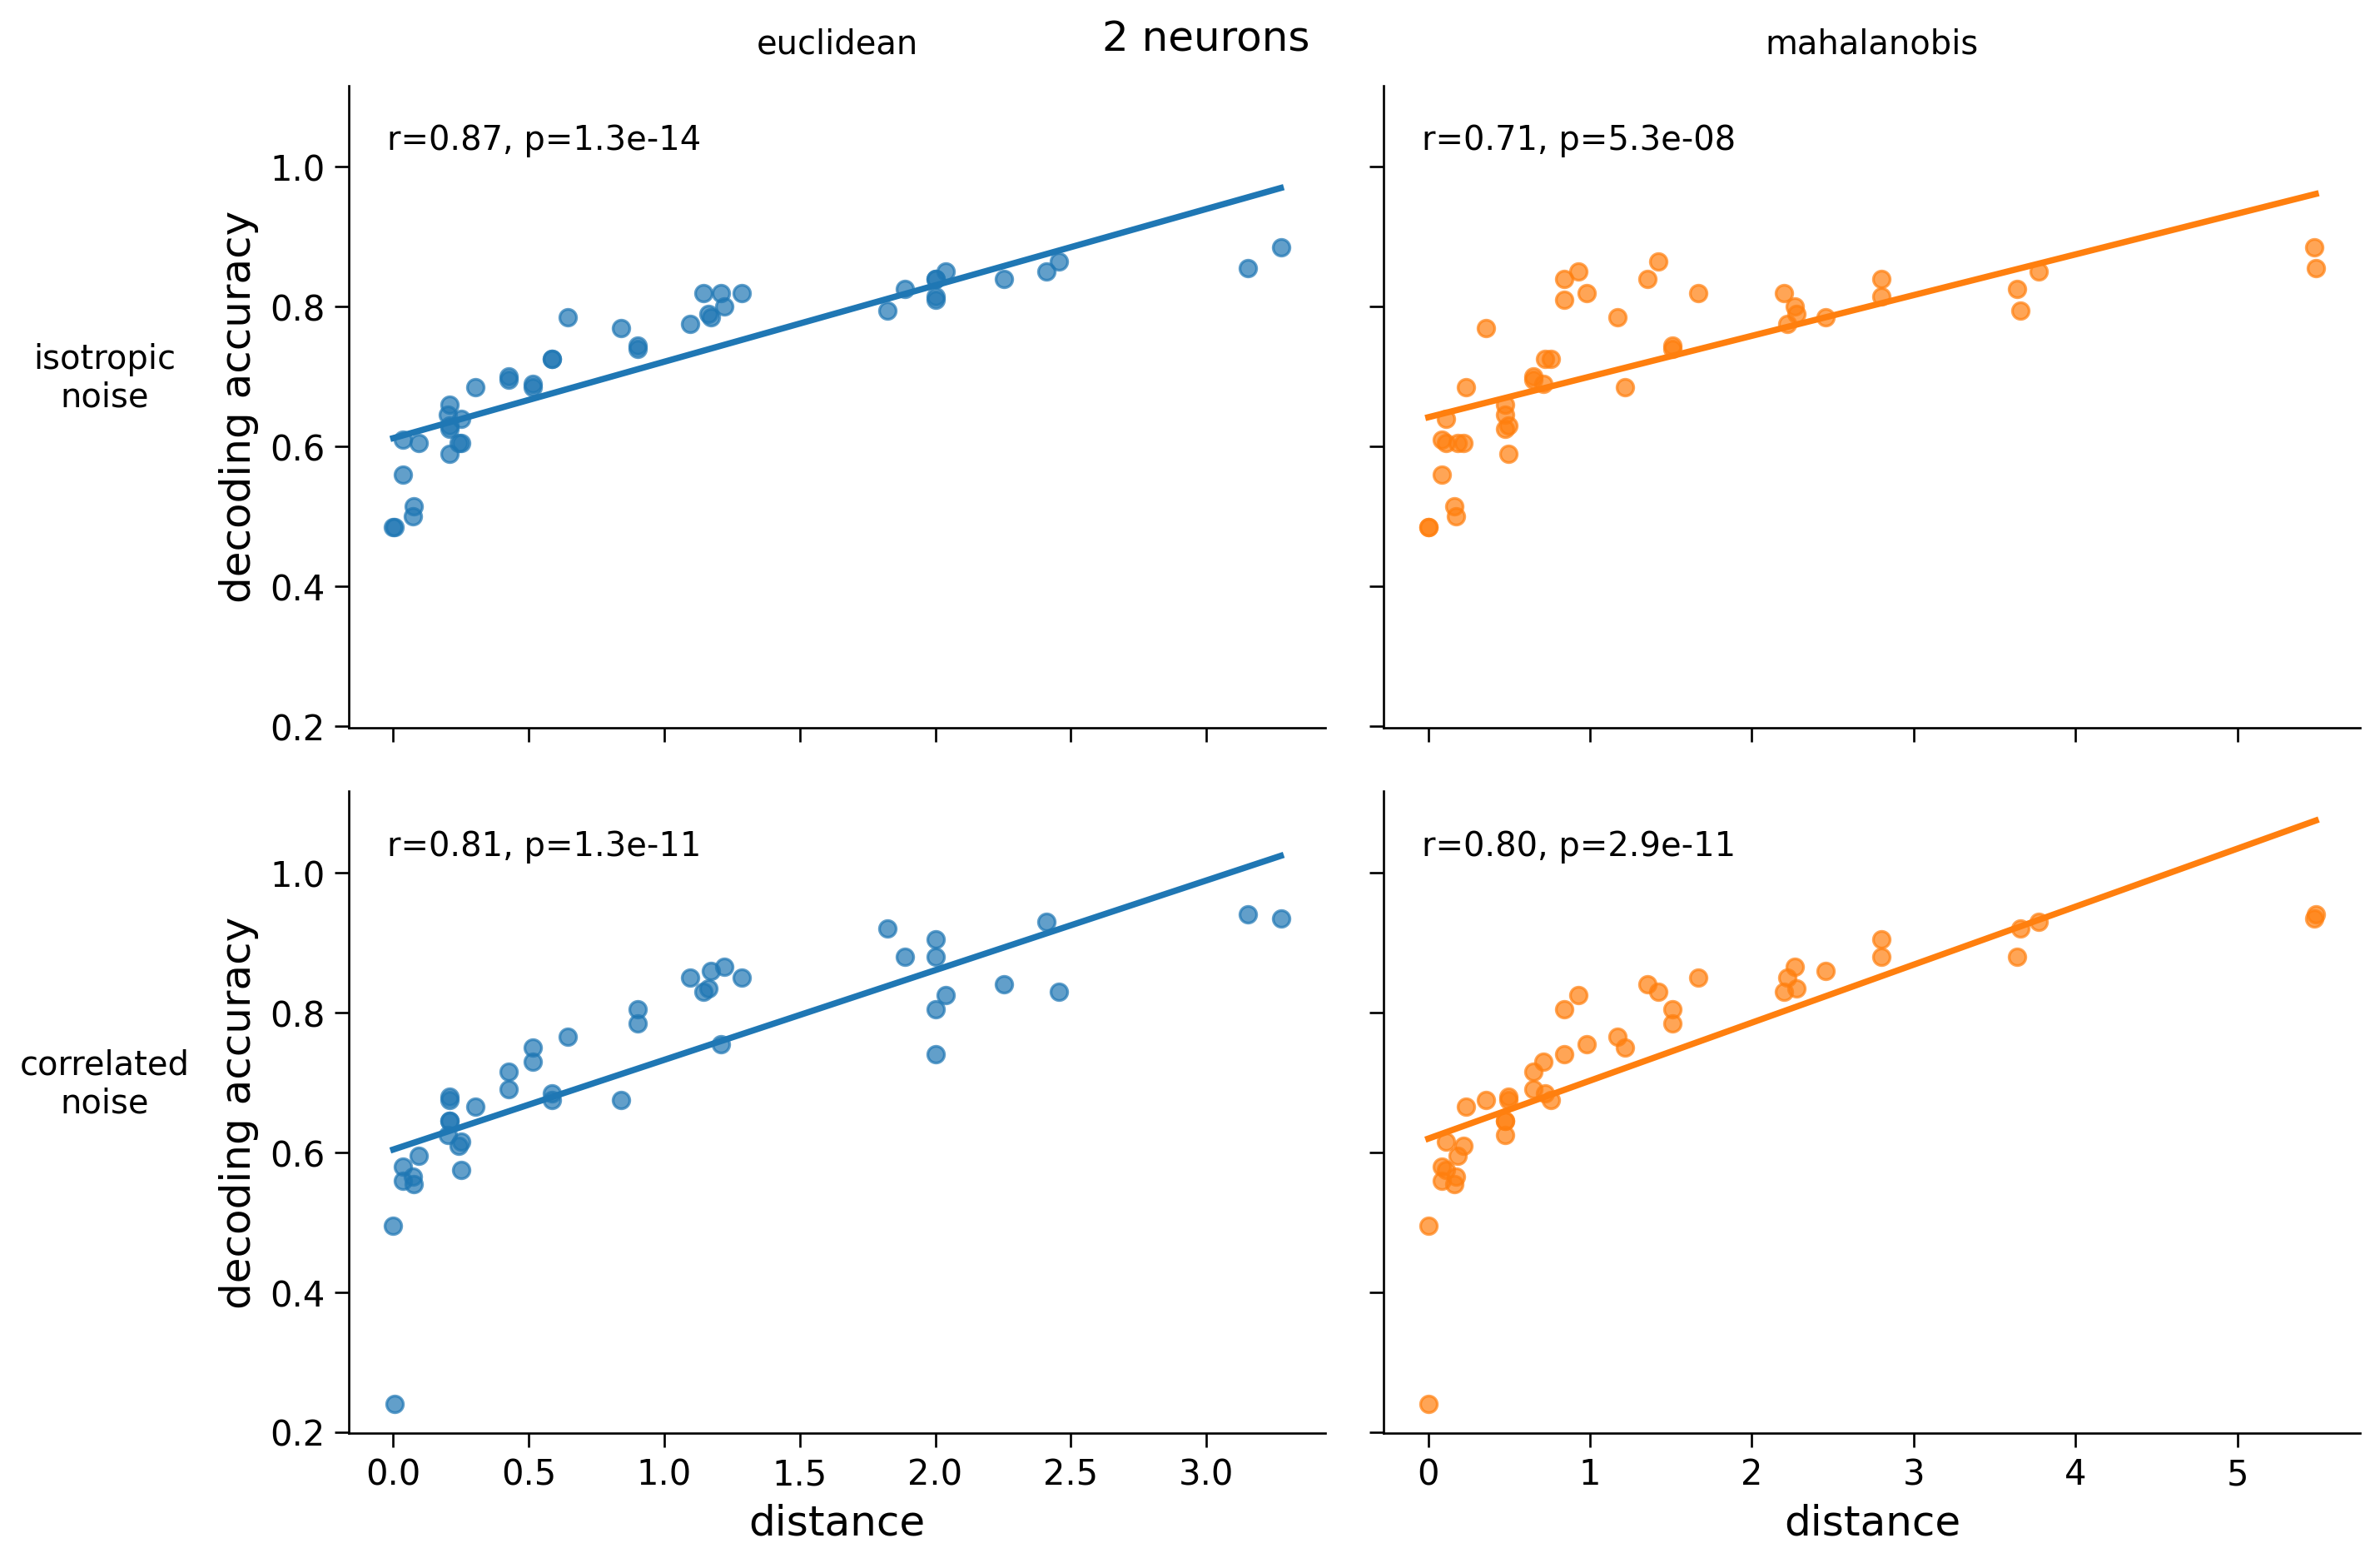 2 neurons
euclidean
mahalanobis
isotropic
noise
decoding accuracy
r=0.87, p=1.3e-14
1.0
0.8
0.6
0.4
0.2
r=0.71, p=5.3e-08
correlated
noise
decoding accuracy
r=0.81, p=1.3e-11
1.0
0.8
0.6
0.4
0.2
0.0 0.5 1.0 1.5 2.0 2.5 3.0
distance
r=0.80, p=2.9e-11
0 1 2 3 4 5
distance